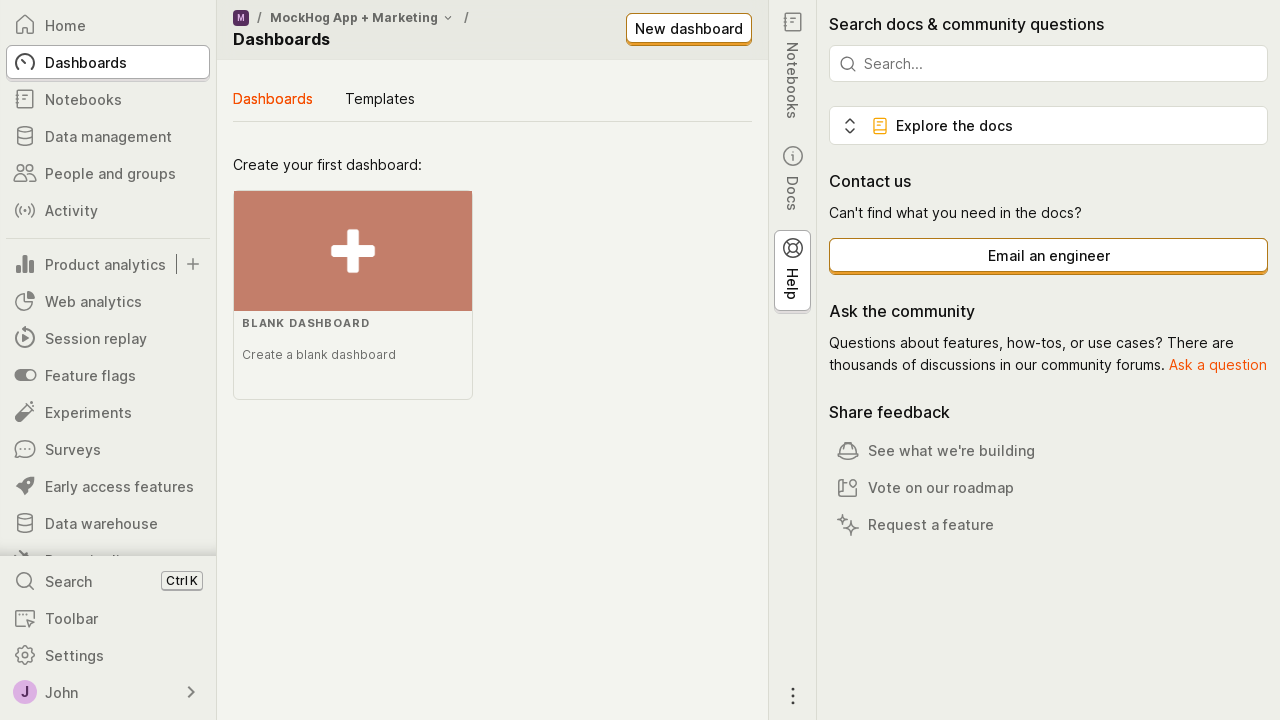 Home
Dashboards
Notebooks
Data management
People and groups
Activity
Product analytics
Web analytics
Session replay
Feature flags
Experiments
Surveys
Early access features
Data warehouse
Search Ctrl K
Toolbar
Settings
J John
M / MockHog App + Marketing /
Dashboards
New dashboard
Dashboards Templates
Create your first dashboard:
BLANK DASHBOARD
Create a blank dashboard
Notebooks
Docs
Help
Search docs & community questions
Search...
Explore the docs
Contact us
Can't find what you need in the docs?
Email an engineer
Ask the community
Questions about features, how-tos, or use cases? There are
thousands of discussions in our community forums. Ask a question
Share feedback
See what we're building
Vote on our roadmap
Request a feature